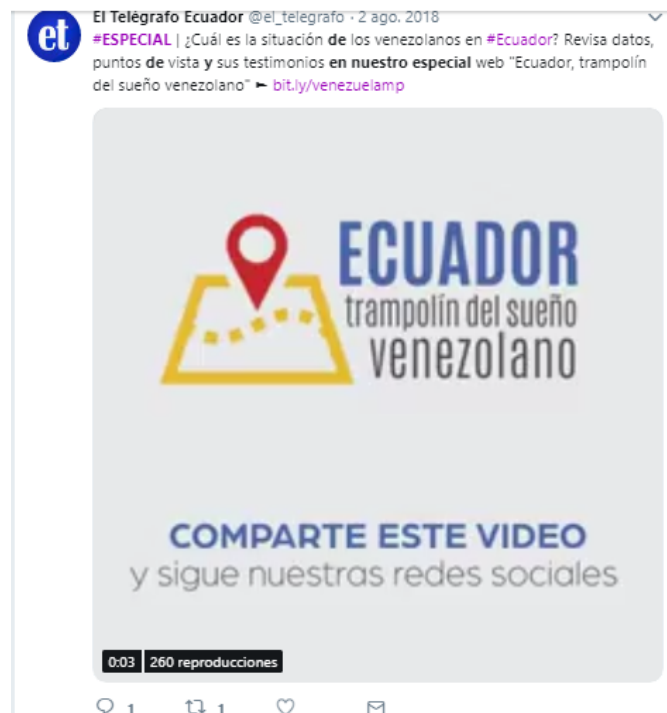 et
El Telégrafo Ecuador @el_telegrafo · 2 ago. 2018
#ESPECIAL | ¿Cuál es la situación de los venezolanos en #Ecuador? Revisa datos,
puntos de vista y sus testimonios en nuestro especial web "Ecuador, trampolín
del sueño venezolano" ► bit.ly/venezuelamp
ECUADOR
trampolín del sueño
venezolano
COMPARTE ESTE VIDEO
y sigue nuestras redes sociales
0:03 260 reproducciones
1 1